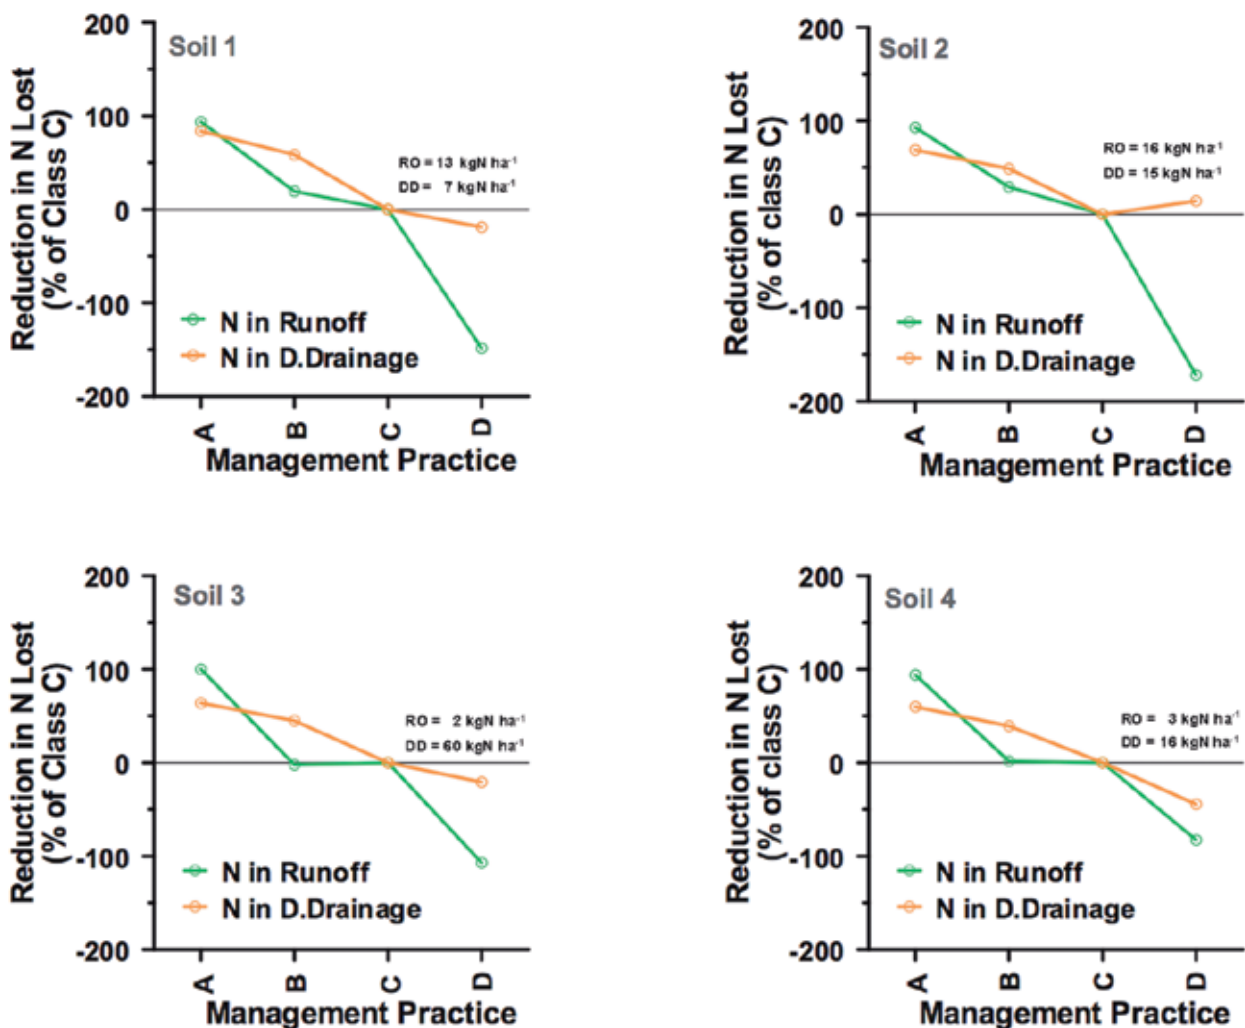 Soil 1
Reduction in N Lost
(% of Class C)
200
100
0
-100
-200
RO = 13 kgN ha⁻¹
DD = 7 kgN ha⁻¹
N in Runoff
N in D.Drainage
A B C D
Management Practice
Soil 2
Reduction in N Lost
(% of class C)
200
100
0
-100
-200
RO = 16 kgN ha⁻¹
DD = 15 kgN ha⁻¹
N in Runoff
N in D.Drainage
A B C D
Management Practice
Soil 3
Reduction in N Lost
(% of Class C)
200
100
0
-100
-200
RO = 2 kgN ha⁻¹
DD = 60 kgN ha⁻¹
N in Runoff
N in D.Drainage
A B C D
Management Practice
Soil 4
Reduction in N Lost
(% of class C)
200
100
0
-100
-200
RO = 3 kgN ha⁻¹
DD = 16 kgN ha⁻¹
N in Runoff
N in D.Drainage
A B C D
Management Practice